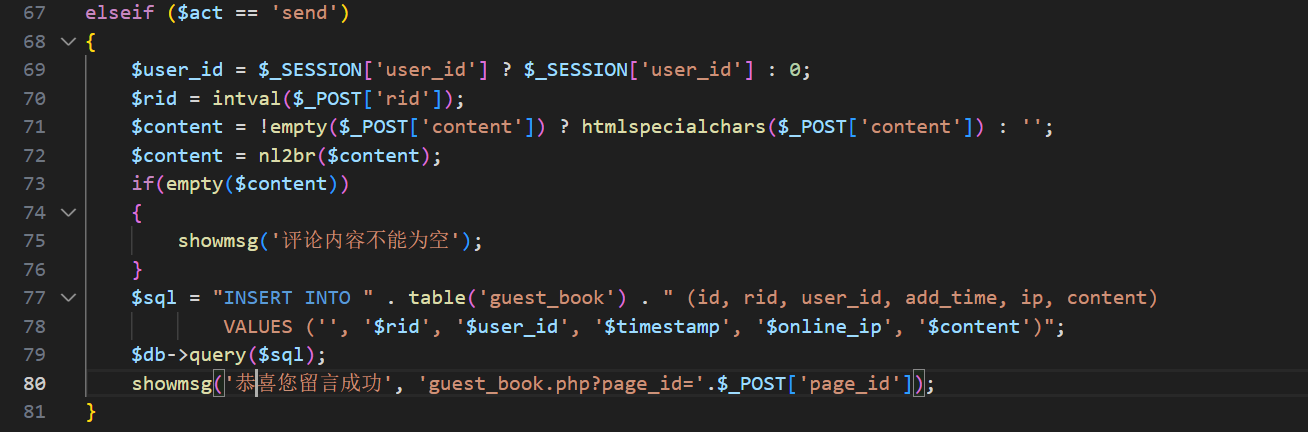 67 elseif ($act == 'send')
68 {
69 $user_id = $_SESSION['user_id'] ? $_SESSION['user_id'] : 0;
70 $rid = intval($_POST['rid']);
71 $content = !empty($_POST['content']) ? htmlspecialchars($_POST['content']) : '';
72 $content = nl2br($content);
73 if(empty($content))
74 {
75 showmsg('评论内容不能为空');
76 }
77 $sql = "INSERT INTO " . table('guest_book') . " (id, rid, user_id, add_time, ip, content)
78 VALUES ('', '$rid', '$user_id', '$timestamp', '$online_ip', '$content')";
79 $db->query($sql);
80 showmsg('恭喜您留言成功', 'guest_book.php?page_id='.$_POST['page_id']);
81 }